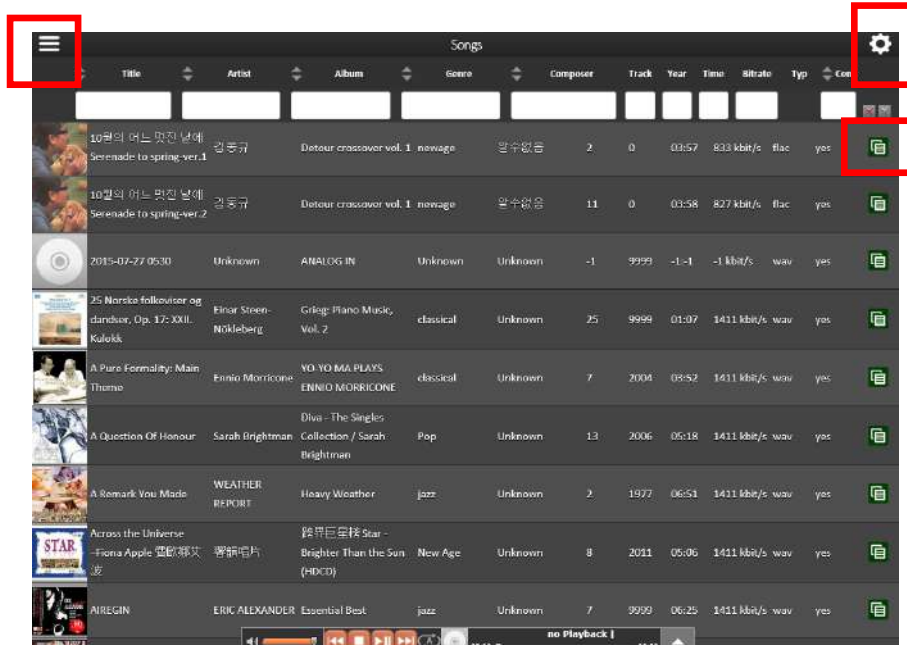 Songs
Title Artist Album Genre Composer Track Year Time Bitrate Typ Com
10월의 어느 멋진 날에 Serenade to spring-ver.1 김동규 Detour crossover vol. 1 newage 알수없음 2 0 03:57 833 kbit/s flac yes
10월의 어느 멋진 날에 Serenade to spring-ver.2 김동규 Detour crossover vol. 1 newage 알수없음 11 0 03:58 827 kbit/s flac yes
2015-07-27 0530 Unknown ANALOG IN Unknown Unknown -1 9999 -1:-1 -1 kbit/s wav yes
25 Norske folkeviser og dandser, Op. 17: XXII. Kulokk Einar Steen-Nökleberg Grieg: Piano Music, Vol. 2 classical Unknown 25 9999 01:07 1411 kbit/s wav yes
A Pure Formality: Main Theme Ennio Morricone YO-YO MA PLAYS ENNIO MORRICONE classical Unknown 7 2004 03:52 1411 kbit/s wav yes
A Question Of Honour Sarah Brightman Diva - The Singles Collection / Sarah Brightman Pop Unknown 13 2006 05:18 1411 kbit/s wav yes
A Remark You Made WEATHER REPORT Heavy Weather jazz Unknown 2 1977 06:51 1411 kbit/s wav yes
STAR Across the Universe -Fiona Apple 唱片 Star - Brighter Than the Sun (HDCD) New Age Unknown 8 2011 05:06 1411 kbit/s wav yes
AIREGIN ERIC ALEXANDER Essential Best jazz Unknown 7 9999 06:25 1411 kbit/s wav yes
no Playback |